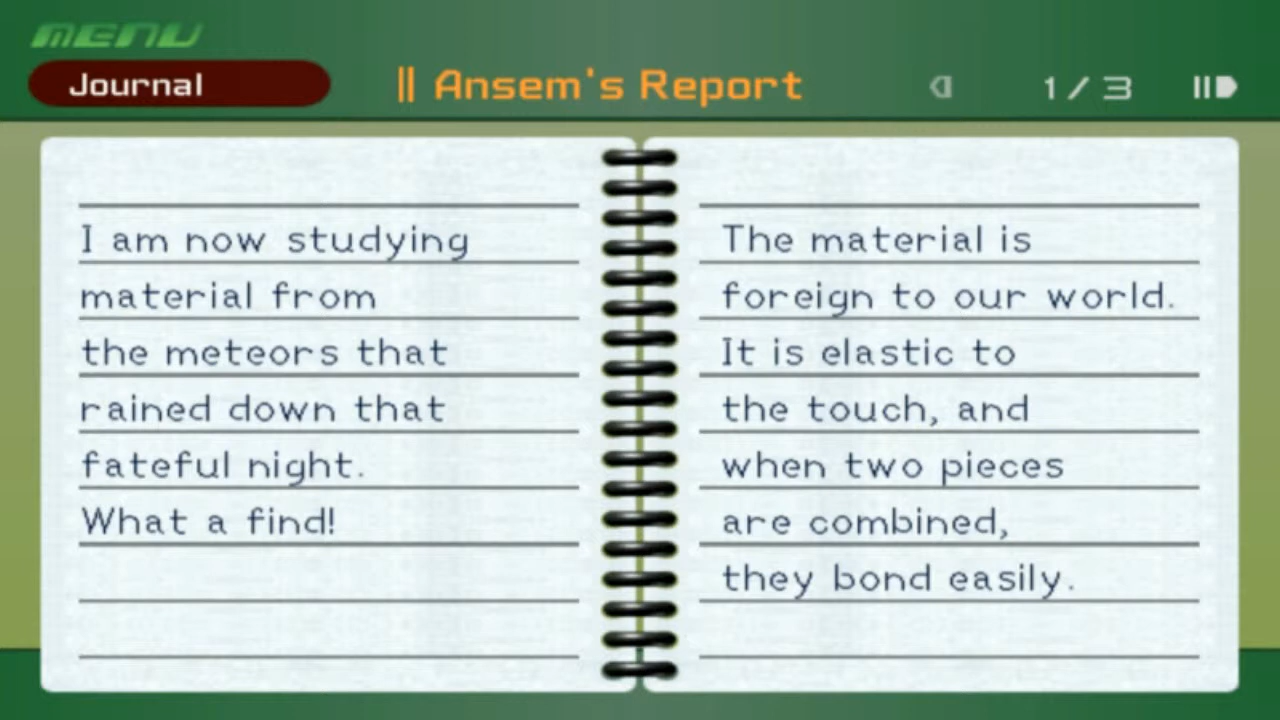 MENU
Journal
Ansem's Report
1/3
I am now studying
material from
the meteors that
rained down that
fateful night.
What a find!
The material is
foreign to our world.
It is elastic to
the touch, and
when two pieces
are combined,
they bond easily.